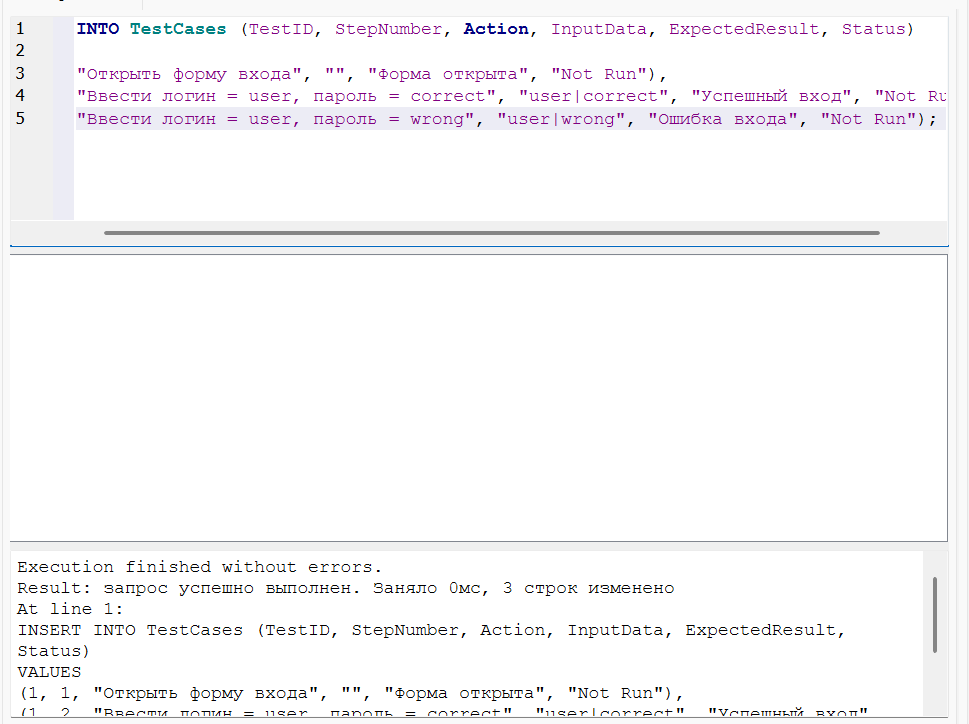 1 INTO TestCases (TestID, StepNumber, Action, InputData, ExpectedResult, Status)
2
3 "Открыть форму входа", "", "Форма открыта", "Not Run"),
4 "Ввести логин = user, пароль = correct", "user|correct", "Успешный вход", "Not Ru
5 "Ввести логин = user, пароль = wrong", "user|wrong", "Ошибка входа", "Not Run");
Execution finished without errors.
Result: запрос успешно выполнен. Заняло 0мс, 3 строк изменено
At line 1:
INSERT INTO TestCases (TestID, StepNumber, Action, InputData, ExpectedResult,
Status)
VALUES
(1, 1, "Открыть форму входа", "", "Форма открыта", "Not Run"),
(1, 2, "Ввести логин = user, пароль = correct", "user|correct", "Успешный вход",